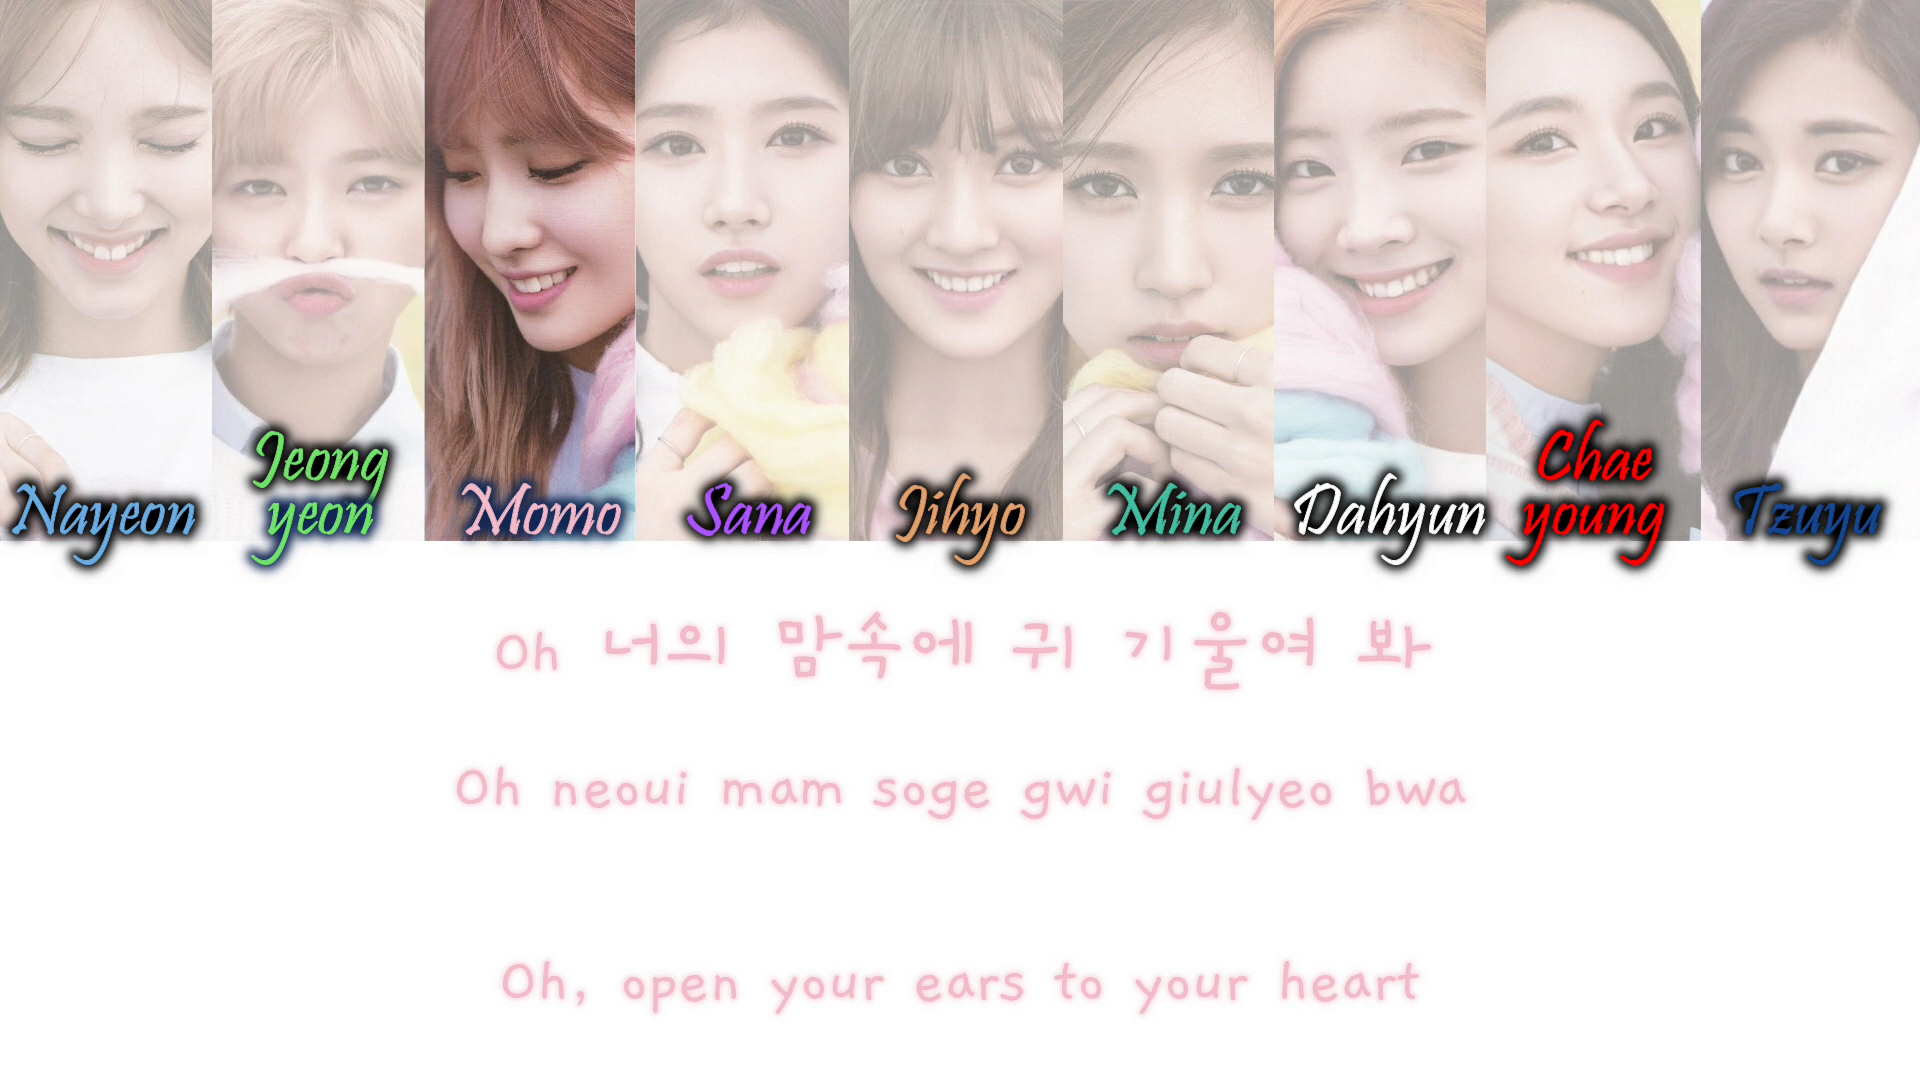 Nayeon
Jeong
yeon
Momo
Sana
Jihyo
Mina
Dahyun
Chae
young
Tzuyu
Oh 너의 맘속에 귀 기울여 봐
Oh neoui mam soge gwi giulyeo bwa
Oh, open your ears to your heart